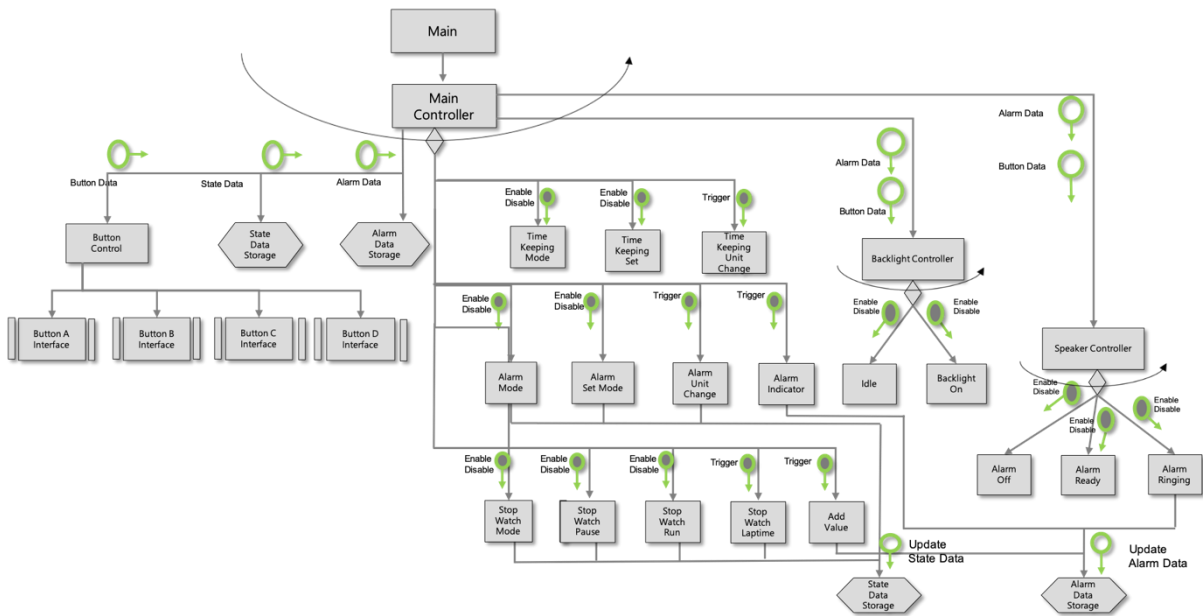 Main
Main
Controller
Alarm Data
Button Data
Alarm Data
Button Data
Button Data
State Data
Alarm Data
Enable
Disable
Enable
Disable
Trigger
Button
Control
State
Data
Storage
Alarm
Data
Storage
Time
Keeping
Mode
Time
Keeping
Set
Time
Keeping
Unit
Change
Backlight Controller
Enable
Disable
Enable
Disable
Trigger
Trigger
Enable
Disable
Enable
Disable
Button A
Interface
Button B
Interface
Button C
Interface
Button D
Interface
Speaker Controller
Alarm
Mode
Alarm
Set Mode
Alarm
Unit
Change
Alarm
Indicator
Idle
Backlight
On
Enable
Disable
Enable
Disable
Enable
Disable
Enable
Disable
Enable
Disable
Enable
Disable
Trigger
Trigger
Alarm
Off
Alarm
Ready
Alarm
Ringing
Stop
Watch
Mode
Stop
Watch
Pause
Stop
Watch
Run
Stop
Watch
Laptime
Add
Value
Update
State Data
Update
Alarm Data
State
Data
Storage
Alarm
Data
Storage